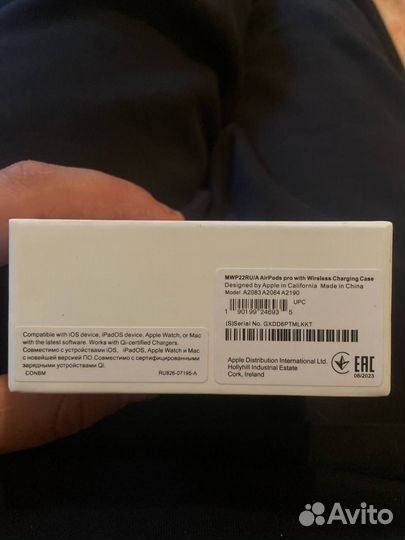 MWP22RU/A AirPods pro with Wireless Charging Case
Designed by Apple in California Made in China
Model A2083 A2084 A2190
UPC
1 90199 24693 5
(S)Serial No. GXDD6PTMLKKT
Compatible with iOS device, iPadOS device, Apple Watch, or Mac
with the latest software. Works with Qi-certified Chargers.
Совместимо с устройствами iOS, iPadOS, Apple Watch и Mac
с новейшей версией ПО Совместимо с сертифицированными
зарядными устройствами Qi.
CONBM RU826-07195-A
Apple Distribution International Ltd.
Hollyhill Industrial Estate
Cork, Ireland
EAC
08/2023
Avito